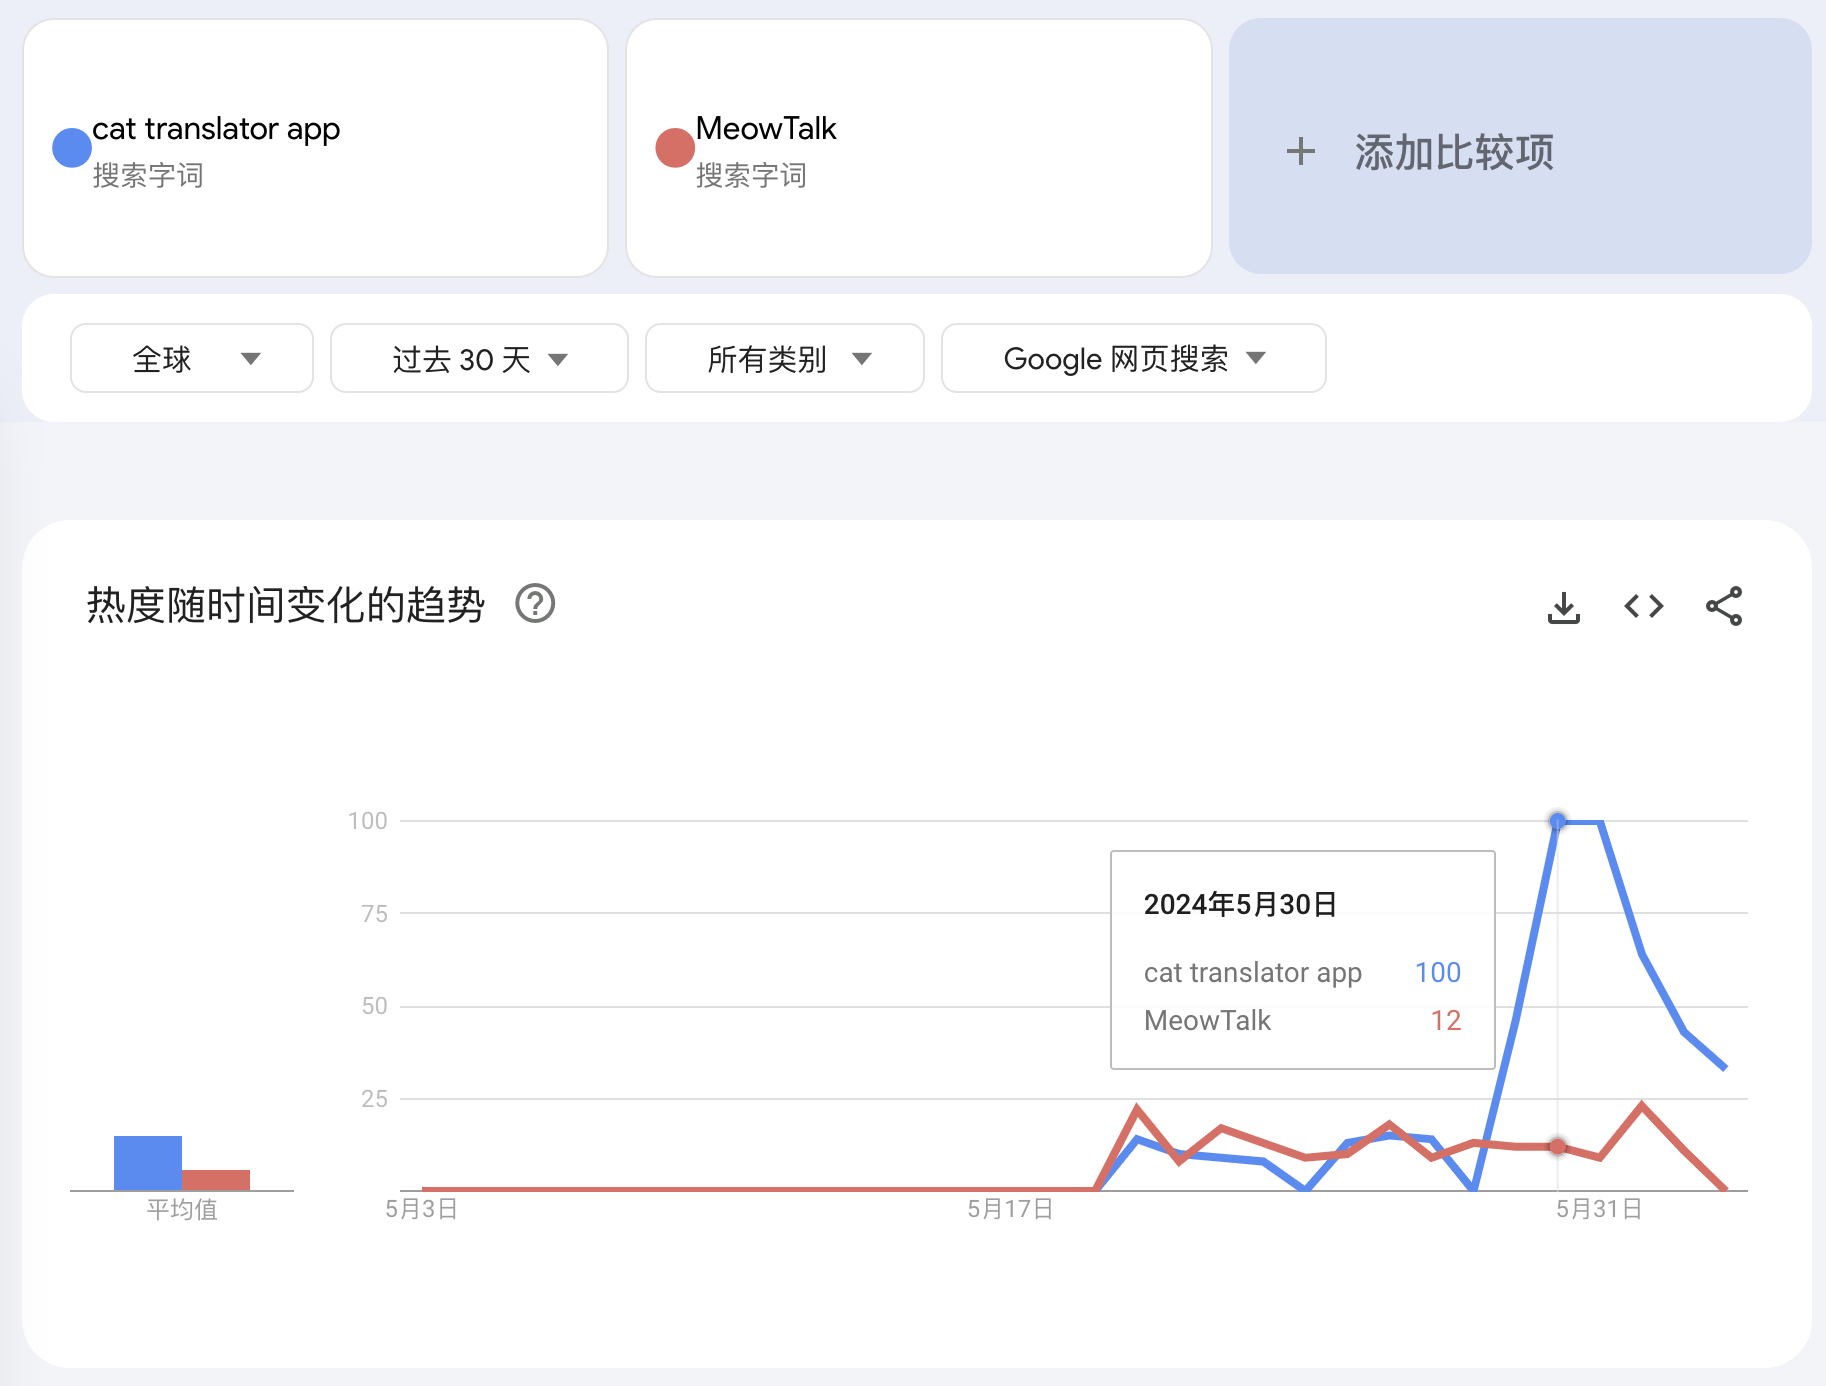 cat translator app
搜索字词
MeowTalk
搜索字词
+ 添加比较项
全球
过去 30 天
所有类别
Google 网页搜索
热度随时间变化的趋势
?
100
75
50
25
2024年5月30日
cat translator app 100
MeowTalk 12
平均值
5月3日
5月17日
5月31日